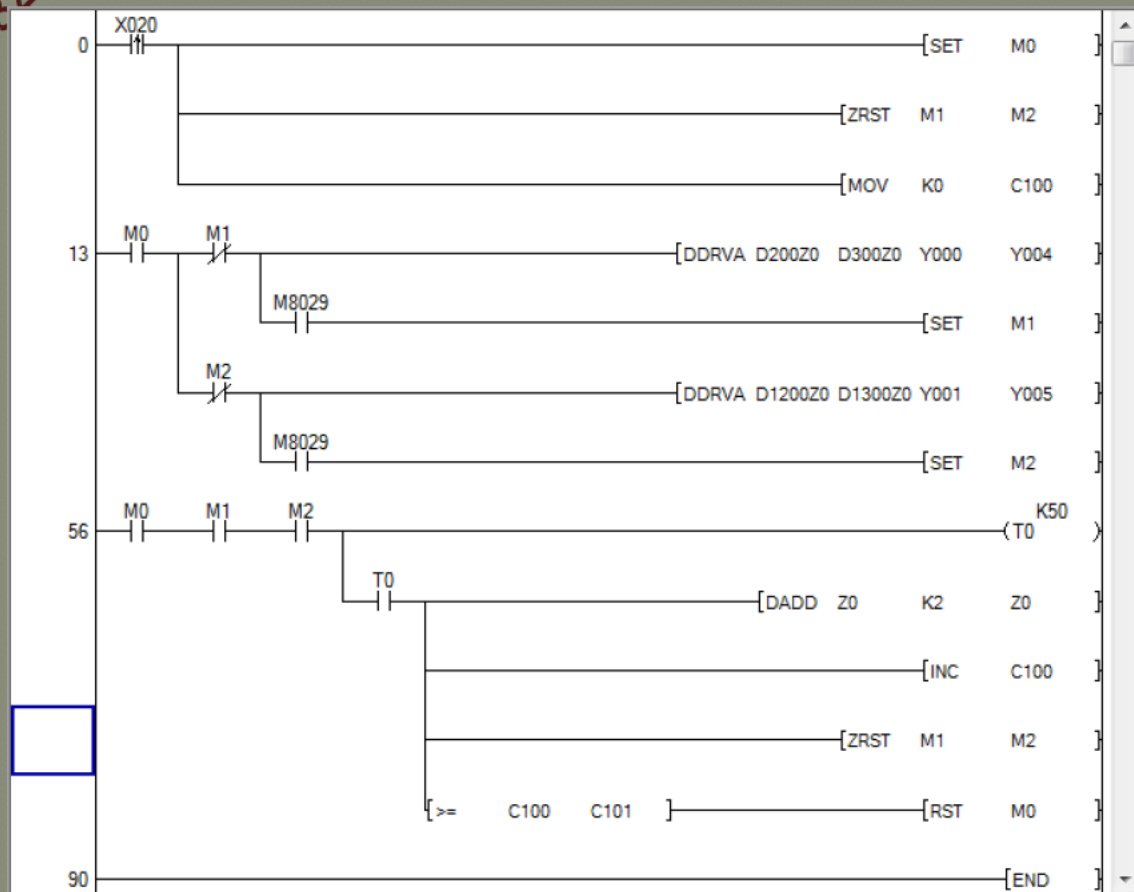 X020
0 [SET M0 ]
[ZRST M1 M2 ]
[MOV K0 C100 ]
M0 M1
13 [DDRVA D200Z0 D300Z0 Y000 Y004 ]
M8029
[SET M1 ]
M2
[DDRVA D1200Z0 D1300Z0 Y001 Y005 ]
M8029
[SET M2 ]
M0 M1 M2 K50
56 (T0 )
T0
[DADD Z0 K2 Z0 ]
[INC C100 ]
[ZRST M1 M2 ]
[>= C100 C101 ] [RST M0 ]
90 [END ]